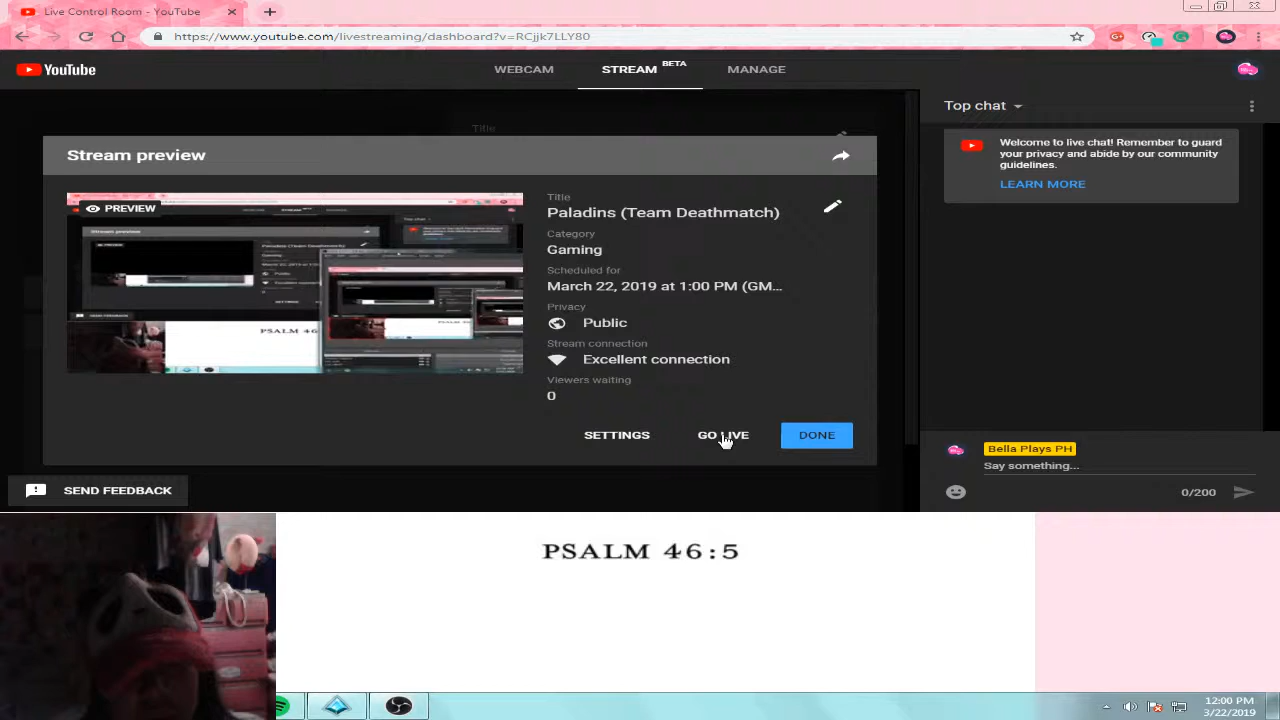 Live Control Room - YouTube
https://www.youtube.com/livestreaming/dashboard?v=RCjjk7LLY80
YouTube
WEBCAM
STREAM BETA
MANAGE
Title
Stream preview
PREVIEW
Title
Paladins (Team Deathmatch)
Category
Gaming
Scheduled for
March 22, 2019 at 1:00 PM (GM...
Privacy
Public
Stream connection
Excellent connection
Viewers waiting
0
SETTINGS
GO LIVE
DONE
SEND FEEDBACK
Top chat
Welcome to live chat! Remember to guard
your privacy and abide by our community
guidelines.
LEARN MORE
Bella Plays PH
Say something...
0/200
PSALM 46:5
12:00 PM
3/22/2019